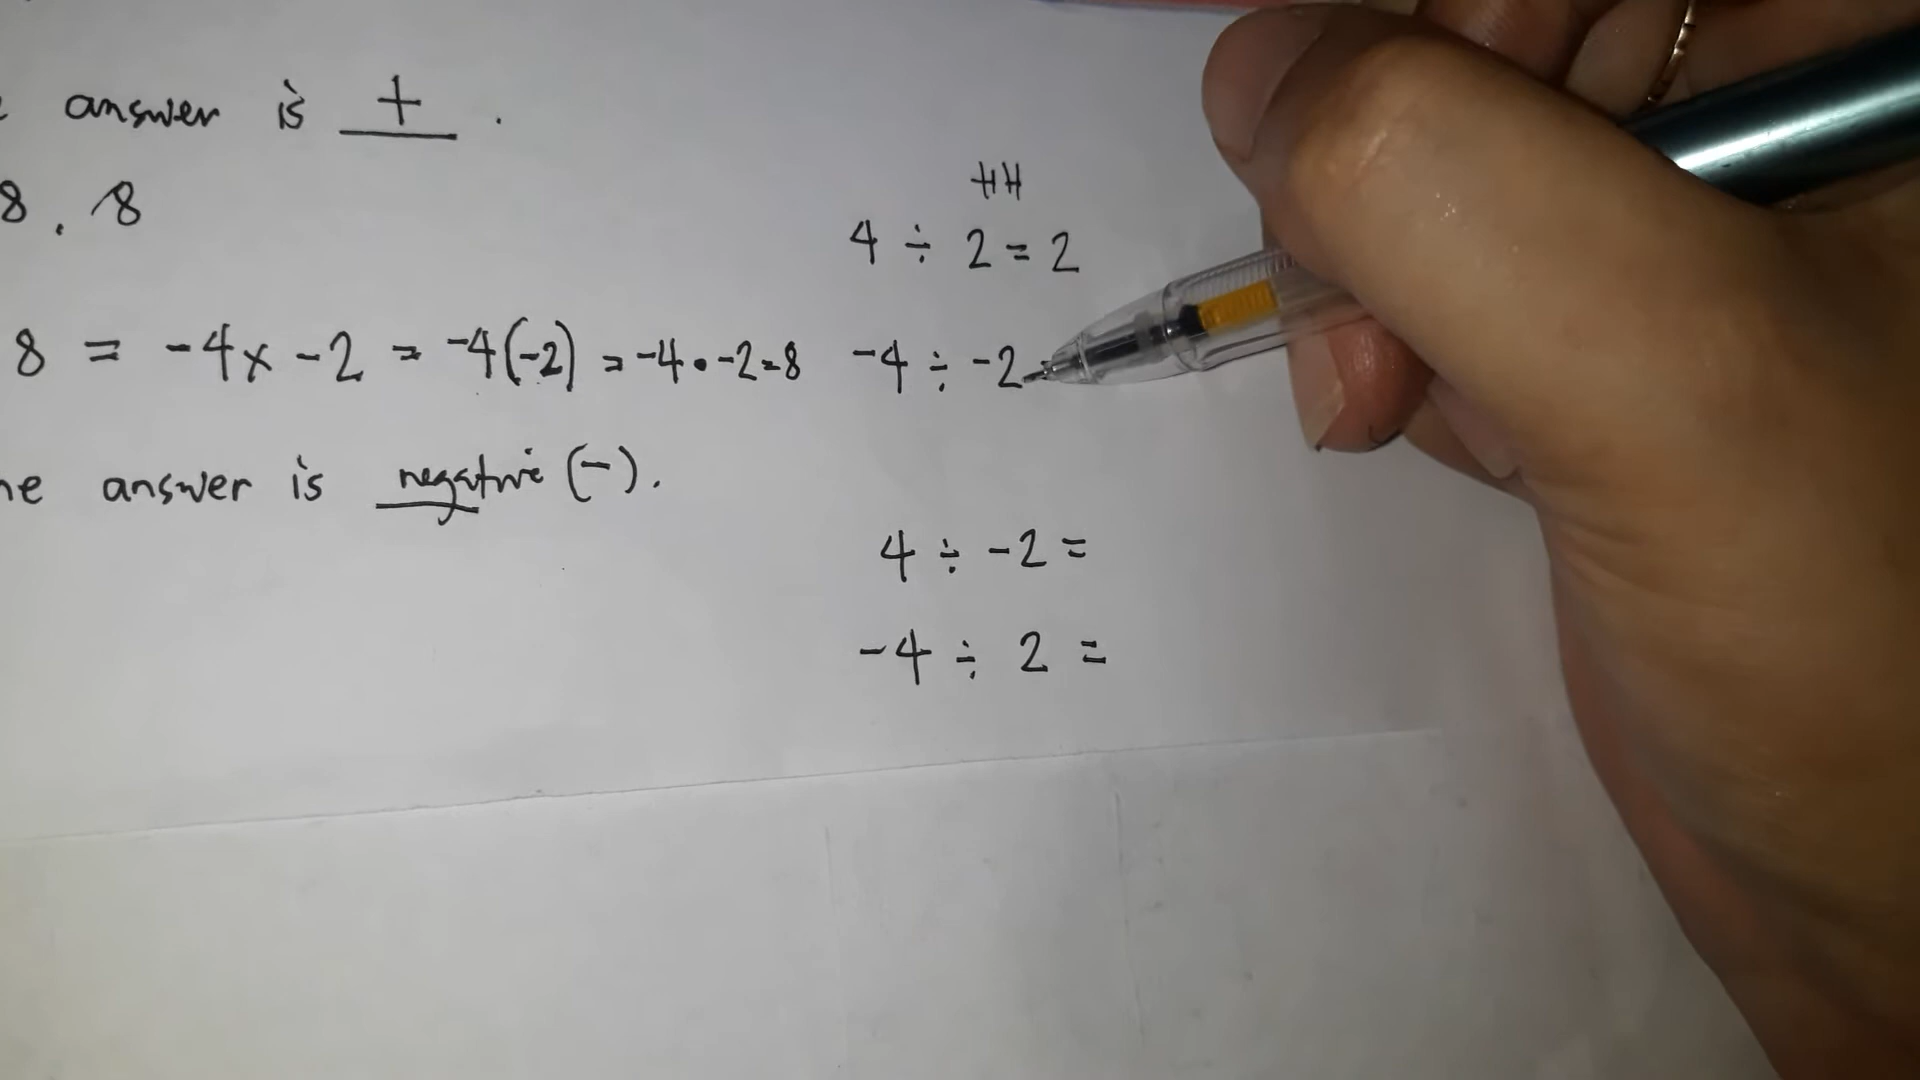 answer is +.
8 . 8
HH
4 ÷ 2 = 2
8 = -4x -2 = -4(-2) = -4 • -2=8
-4 ÷ -2
answer is negative (-).
4 ÷ -2 =
-4 ÷ 2 =